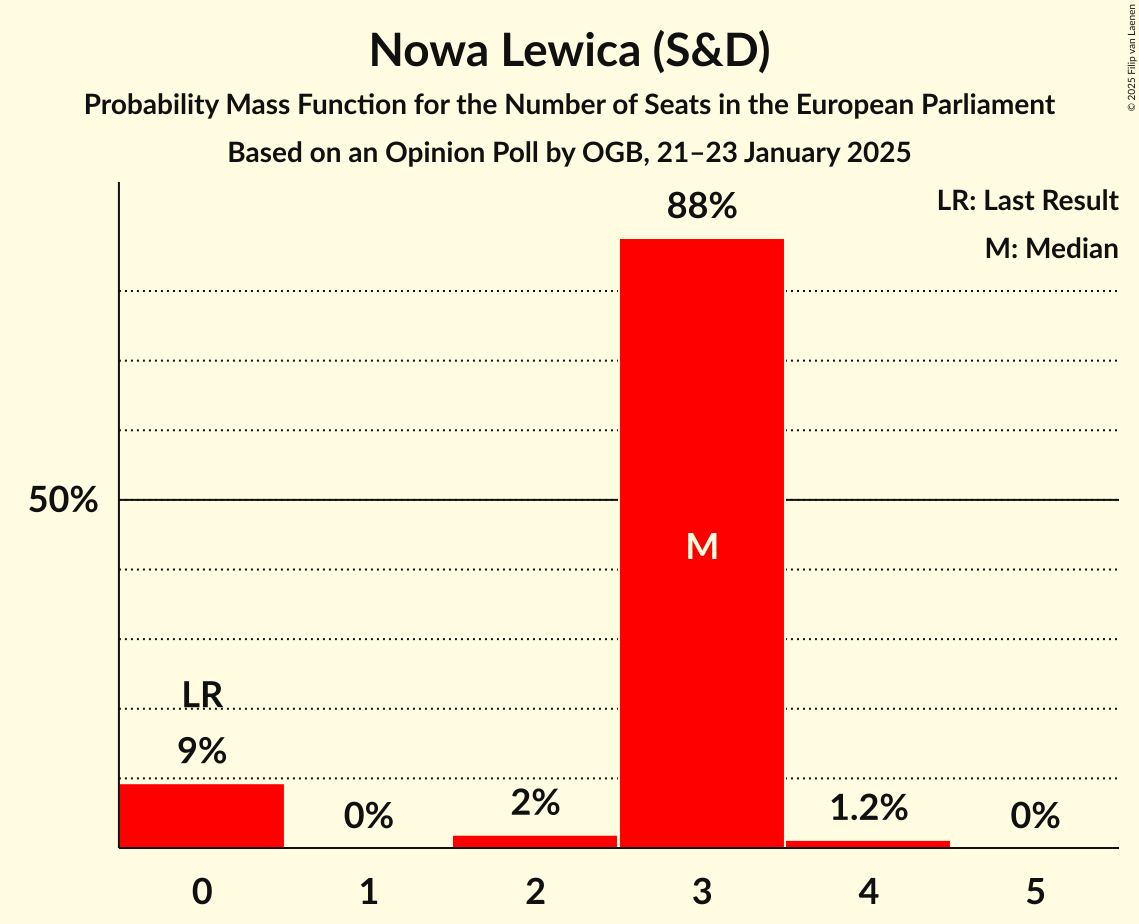 Nowa Lewica (S&D)
Probability Mass Function for the Number of Seats in the European Parliament
Based on an Opinion Poll by OGB, 21–23 January 2025
© 2025 Filip van Laenen
LR: Last Result
M: Median
88%
50%
M
LR
9%
0%
2%
1.2%
0%
0 1 2 3 4 5